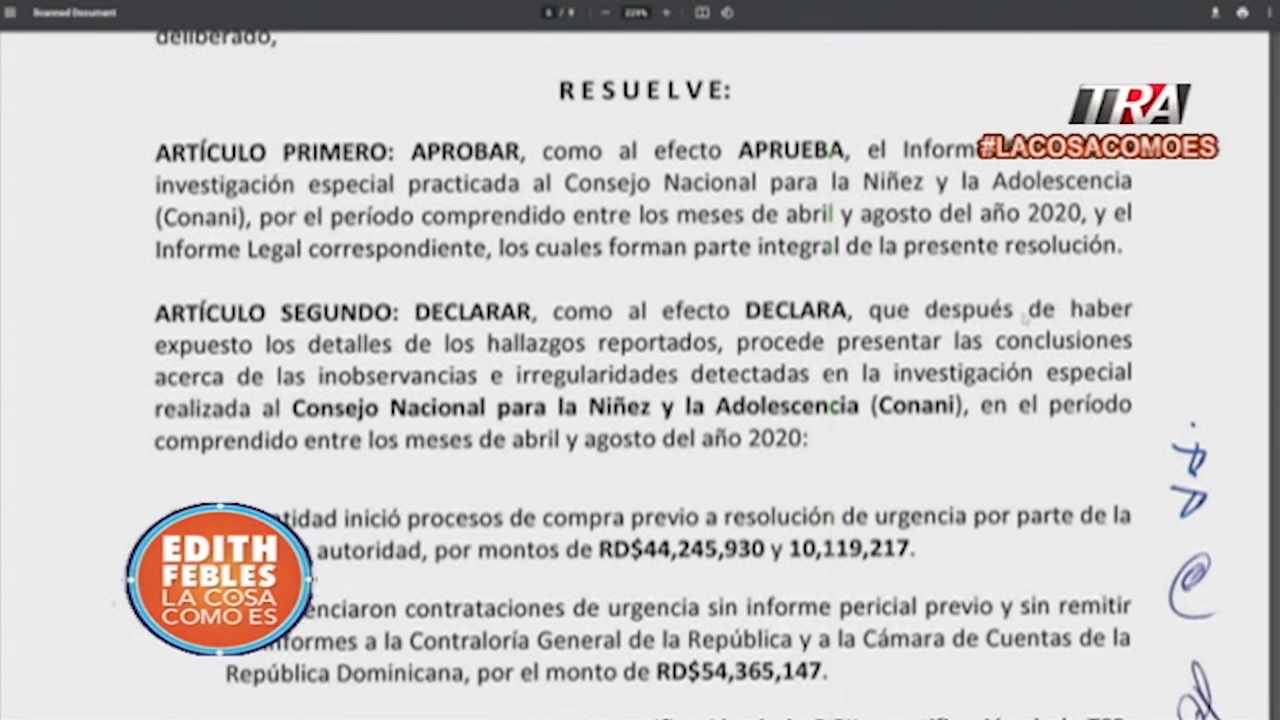 Scanned Document
225%
deliberado,
RESUELVE:
TRA
#LACOSACOMOES
ARTÍCULO PRIMERO: APROBAR, como al efecto APRUEBA, el Inform
investigación especial practicada al Consejo Nacional para la Niñez y la Adolescencia
(Conani), por el período comprendido entre los meses de abril y agosto del año 2020, y el
Informe Legal correspondiente, los cuales forman parte integral de la presente resolución.
ARTÍCULO SEGUNDO: DECLARAR, como al efecto DECLARA, que después de haber
expuesto los detalles de los hallazgos reportados, procede presentar las conclusiones
acerca de las inobservancias e irregularidades detectadas en la investigación especial
realizada al Consejo Nacional para la Niñez y la Adolescencia (Conani), en el período
comprendido entre los meses de abril y agosto del año 2020:
tidad inició procesos de compra previo a resolución de urgencia por parte de la
autoridad, por montos de RD$44,245,930 y 10,119,217.
enciaron contrataciones de urgencia sin informe pericial previo y sin remitir
nformes a la Contraloría General de la República y a la Cámara de Cuentas de la
República Dominicana, por el monto de RD$54,365,147.
EDITH
FEBLES
LA COSA
COMO ES